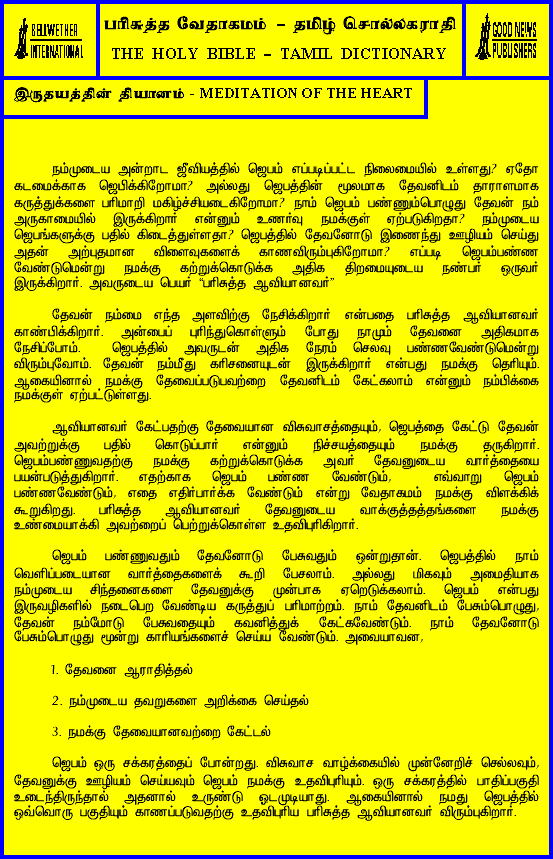 BELLWETHER
INTERNATIONAL
பரிசுத்த வேதாகமம் – தமிழ் சொல்லகராதி
THE HOLY BIBLE – TAMIL DICTIONARY
GOOD NEWS
PUBLISHERS
இருதயத்தின் தியானம் - MEDITATION OF THE HEART
நம்முடைய அன்றாட ஜீவியத்தில் ஜெபம் எப்படிப்பட்ட நிலைமையில் உள்ளது? ஏதோ
கடமைக்காக ஜெபிக்கிறோமா? அல்லது ஜெபத்தின் மூலமாக தேவனிடம் தாராளமாக
கருத்துக்களை பரிமாறி மகிழ்ச்சியடைகிறோமா? நாம் ஜெபம் பண்ணும்பொழுது தேவன் நம்
அருகாமையில் இருக்கிறார் என்னும் உணர்வு நமக்குள் ஏற்படுகிறதா? நம்முடைய
ஜெபங்களுக்கு பதில் கிடைத்துள்ளதா? ஜெபத்தில் தேவனோடு இணைந்து ஊழியம் செய்து
அதன் அற்புதமான விளைவுகளைக் காணவிரும்புகிறோமா? எப்படி ஜெபம்பண்ண
வேண்டுமென்று நமக்கு கற்றுக்கொடுக்க அதிக திறமையுடைய நண்பர் ஒருவர்
இருக்கிறார். அவருடைய பெயர் “பரிசுத்த ஆவியானவர்”
தேவன் நம்மை எந்த அளவிற்கு நேசிக்கிறார் என்பதை பரிசுத்த ஆவியானவர்
காண்பிக்கிறார். அன்பைப் புரிந்துகொள்ளும் போது நாமும் தேவனை அதிகமாக
நேசிப்போம். ஜெபத்தில் அவருடன் அதிக நேரம் செலவு பண்ணவேண்டுமென்று
விரும்புவோம். தேவன் நம்மீது கரிசனையுடன் இருக்கிறார் என்பது நமக்கு தெரியும்.
ஆகையினால் நமக்கு தேவைப்படுபவற்றை தேவனிடம் கேட்கலாம் என்னும் நம்பிக்கை
நமக்குள் ஏற்பட்டுள்ளது.
ஆவியானவர் கேட்பதற்கு தேவையான விசுவாசத்தையும், ஜெபத்தை கேட்டு தேவன்
அவற்றுக்கு பதில் கொடுப்பார் என்னும் நிச்சயத்தையும் நமக்கு தருகிறார்.
ஜெபம்பண்ணுவதற்கு நமக்கு கற்றுக்கொடுக்க அவர் தேவனுடைய வார்த்தையை
பயன்படுத்துகிறார். எதற்காக ஜெபம் பண்ண வேண்டும், எவ்வாறு ஜெபம்
பண்ணவேண்டும், எதை எதிர்பார்க்க வேண்டும் என்று வேதாகமம் நமக்கு விளக்கிக்
கூறுகிறது. பரிசுத்த ஆவியானவர் தேவனுடைய வாக்குத்தத்தங்களை நமக்கு
உண்மையாக்கி அவற்றைப் பெற்றுக்கொள்ள உதவிபுரிகிறார்.
ஜெபம் பண்ணுவதும் தேவனோடு பேசுவதும் ஒன்றுதான். ஜெபத்தில் நாம்
வெளிப்படையான வார்த்தைகளைக் கூறி பேசலாம். அல்லது மிகவும் அமைதியாக
நம்முடைய சிந்தனைகளை தேவனுக்கு முன்பாக ஏறெடுக்கலாம். ஜெபம் என்பது
இருவழிகளில் நடைபெற வேண்டிய கருத்துப் பரிமாற்றம். நாம் தேவனிடம் பேசும்பொழுது,
தேவன் நம்மோடு பேசுவதையும் கவனித்துக் கேட்கவேண்டும். நாம் தேவனோடு
பேசும்பொழுது மூன்று காரியங்களைச் செய்ய வேண்டும். அவையாவன,
1. தேவனை ஆராதித்தல்
2. நம்முடைய தவறுகளை அறிக்கை செய்தல்
3. நமக்கு தேவையானவற்றை கேட்டல்
ஜெபம் ஒரு சக்கரத்தைப் போன்றது. விசுவாச வாழ்க்கையில் முன்னேறிச் செல்லவும்,
தேவனுக்கு ஊழியம் செய்யவும் ஜெபம் நமக்கு உதவிபுரியும். ஒரு சக்கரத்தில் பாதிப்பகுதி
உடைந்திருந்தால் அதனால் உருண்டு ஓடமுடியாது. ஆகையினால் நமது ஜெபத்தில்
ஒவ்வொரு பகுதியும் காணப்படுவதற்கு உதவிபுரிய பரிசுத்த ஆவியானவர் விரும்புகிறார்.